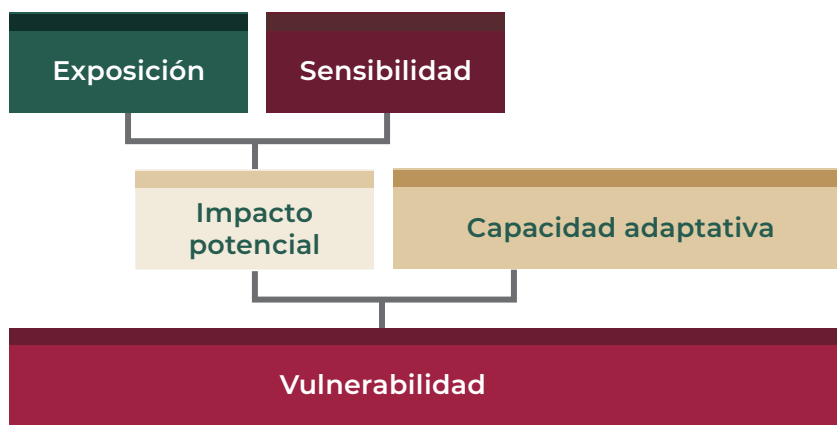 Exposición
Sensibilidad
Impacto
potencial
Capacidad adaptativa
Vulnerabilidad